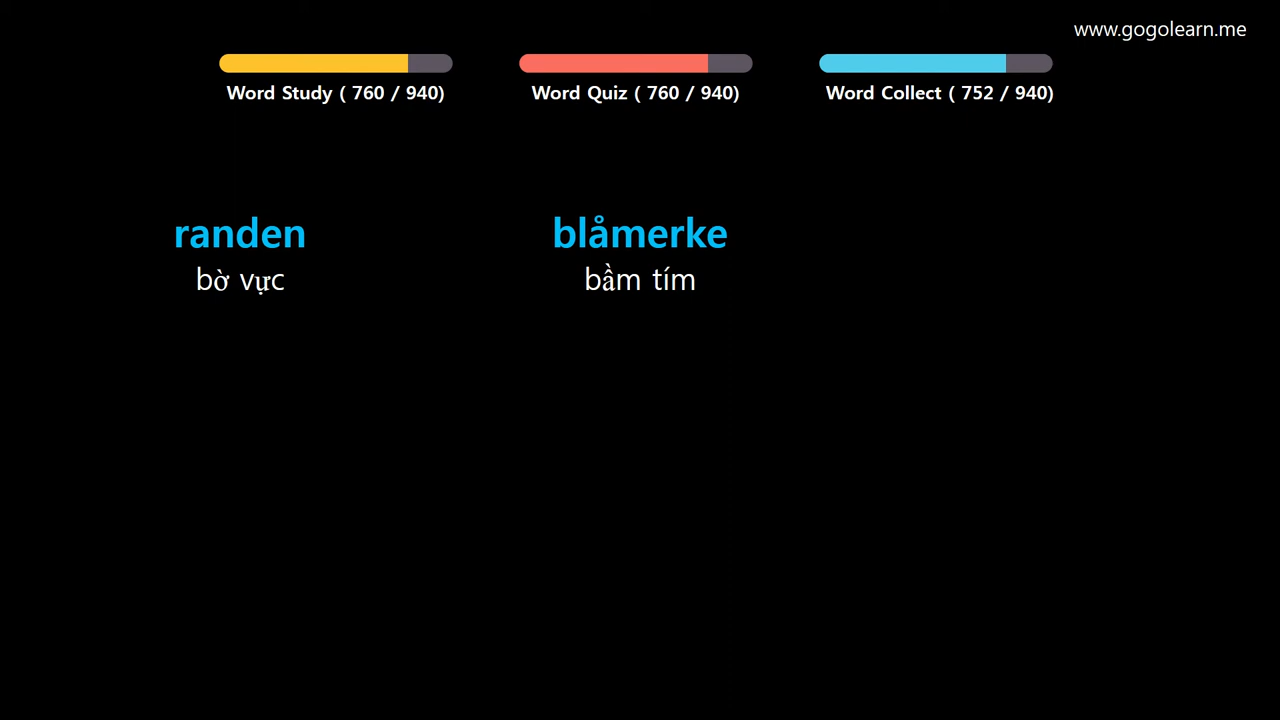 www.gogolearn.me
Word Study ( 760 / 940)
Word Quiz ( 760 / 940)
Word Collect ( 752 / 940)
randen
bờ vực
blåmerke
bầm tím